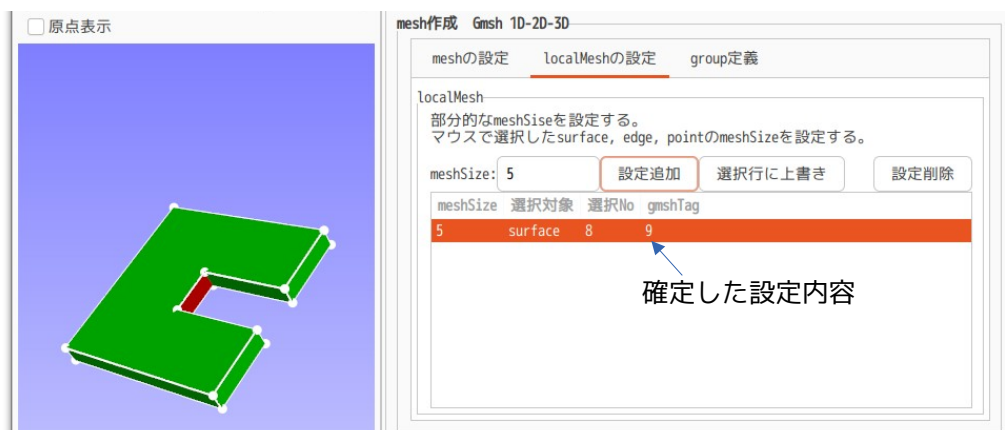 原点表示
mesh作成 Gmsh 1D-2D-3D
meshの設定 localMeshの設定 group定義
localMesh
部分的なmeshSiseを設定する。
マウスで選択したsurface, edge, pointのmeshSizeを設定する。
meshSize: 5 設定追加 選択行に上書き 設定削除
meshSize 選択対象 選択No gmshTag
5 surface 8 9
確定した設定内容